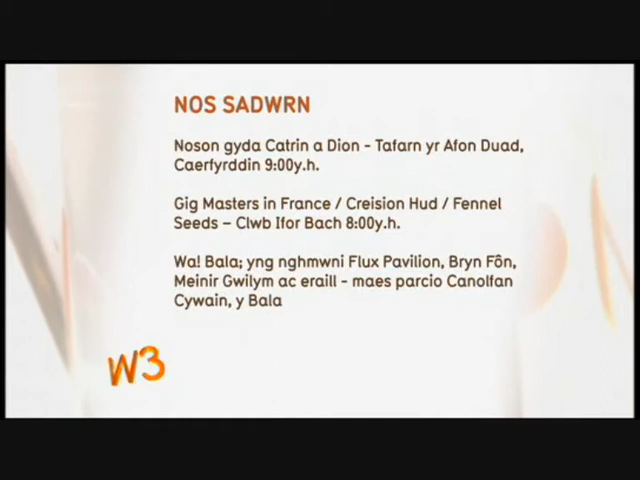 NOS SADWRN
Noson gyda Catrin a Dion - Tafarn yr Afon Duad,
Caerfyrddin 9:00y.h.
Gig Masters in France / Creision Hud / Fennel
Seeds – Clwb Ifor Bach 8:00y.h.
Wa! Bala; yng nghmwni Flux Pavilion, Bryn Fôn,
Meinir Gwilym ac eraill - maes parcio Canolfan
Cywain, y Bala
W3